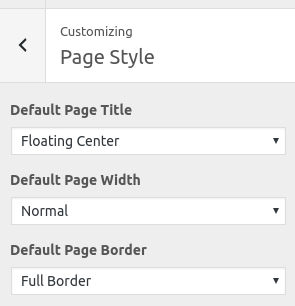 Customizing
Page Style
Default Page Title
Floating Center
Default Page Width
Normal
Default Page Border
Full Border